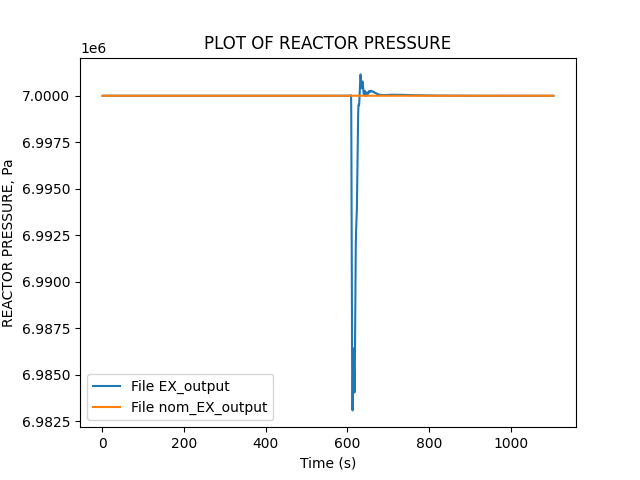 PLOT OF REACTOR PRESSURE
1e6
7.0000
6.9975
6.9950
6.9925
6.9900
6.9875
6.9850
6.9825
REACTOR PRESSURE, Pa
File EX_output
File nom_EX_output
0 200 400 600 800 1000
Time (s)